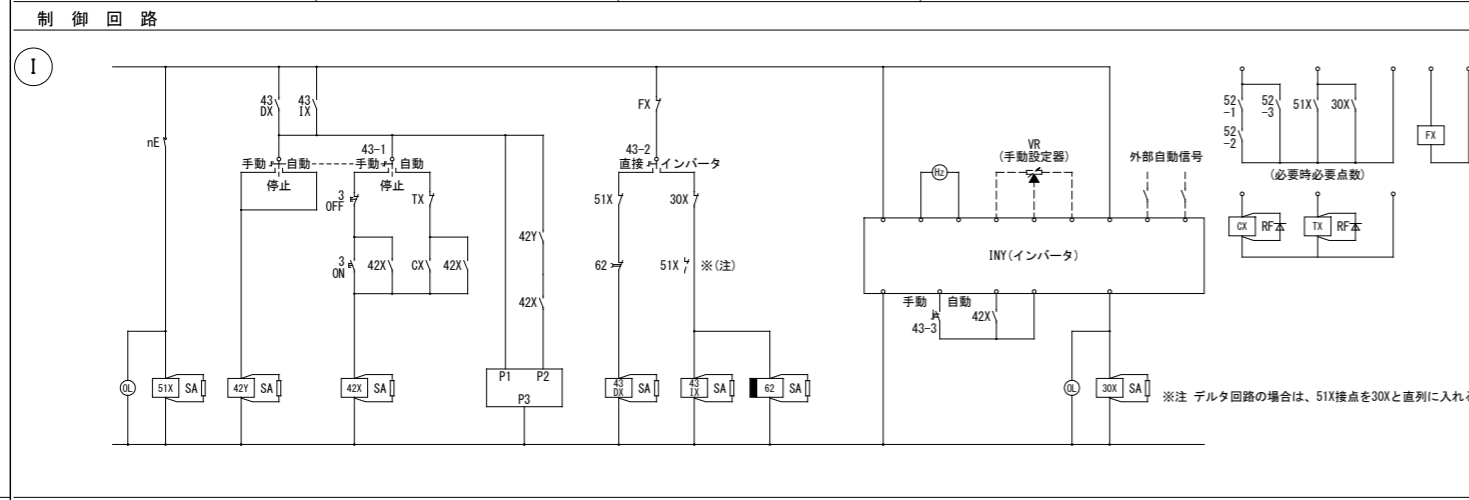 制 御 回 路
I
43
DX
43
IX
FX
nE
43-1
手動
自動
手動
自動
停止
停止
3
OFF
TX
3
ON
42X
CX
42X
42Y
42X
43-2
直接
インバータ
51X
30X
62
51X
※(注)
Hz
VR
(手動設定器)
外部自動信号
INV(インバータ)
手動
自動
43-3
42X
52
-1
52
-3
51X
30X
52
-2
FX
(必要時必要点数)
CX
RF
TX
RF
OL
51X
SA
42Y
SA
42X
SA
P1
P2
P3
43
DX
SA
43
IX
SA
62
SA
OL
30X
SA
※注 デルタ回路の場合は、51X接点を30Xと直列に入れ